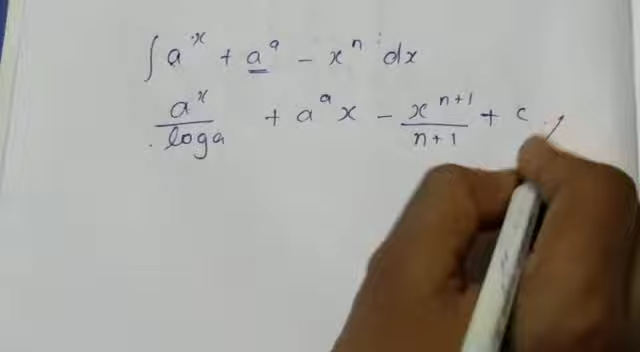 ∫ a^x + a^a − x^n dx
a^x/log a + a^a x − x^(n+1)/(n+1) + c